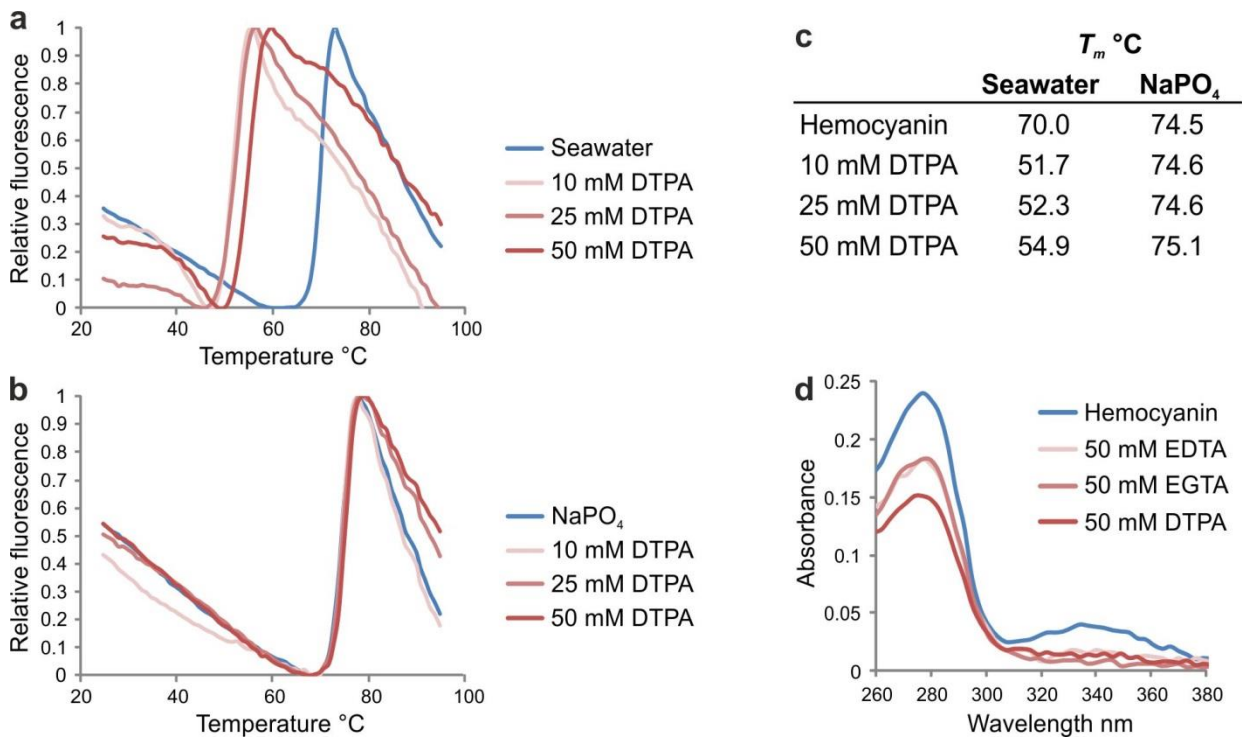 a
1
0.9
0.8
0.7
0.6
0.5
0.4
0.3
0.2
0.1
0
Relative fluorescence
20 40 60 80 100
Temperature °C
Seawater
10 mM DTPA
25 mM DTPA
50 mM DTPA
b
1
0.9
0.8
0.7
0.6
0.5
0.4
0.3
0.2
0.1
0
Relative fluorescence
20 40 60 80 100
Temperature °C
NaPO₄
10 mM DTPA
25 mM DTPA
50 mM DTPA
c
Tₘ °C
Seawater NaPO₄
Hemocyanin 70.0 74.5
10 mM DTPA 51.7 74.6
25 mM DTPA 52.3 74.6
50 mM DTPA 54.9 75.1
d
0.25
0.2
0.15
0.1
0.05
0
Absorbance
260 280 300 320 340 360 380
Wavelength nm
Hemocyanin
50 mM EDTA
50 mM EGTA
50 mM DTPA